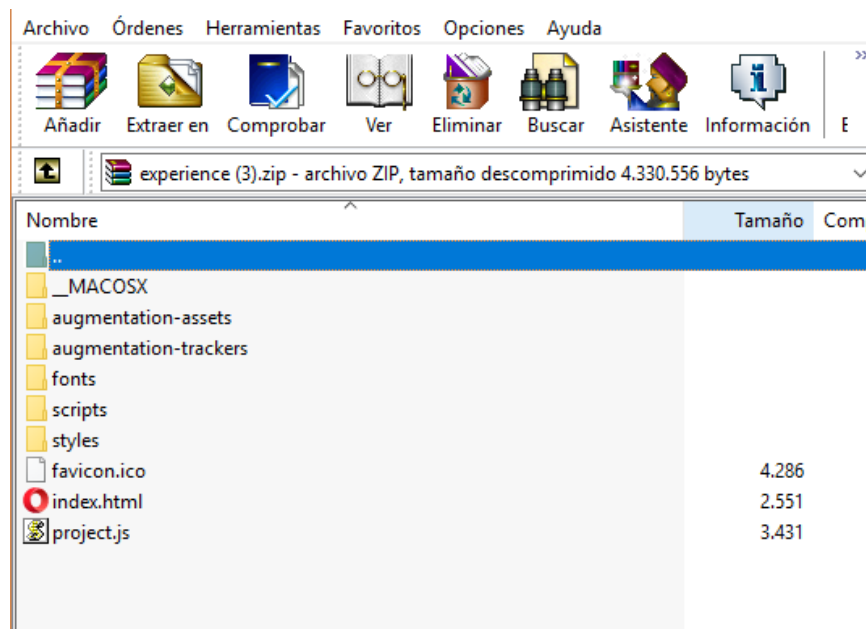 Archivo Órdenes Herramientas Favoritos Opciones Ayuda
Añadir Extraer en Comprobar Ver Eliminar Buscar Asistente Información E
experience (3).zip - archivo ZIP, tamaño descomprimido 4.330.556 bytes
Nombre Tamaño Com
..
__MACOSX
augmentation-assets
augmentation-trackers
fonts
scripts
styles
favicon.ico 4.286
index.html 2.551
project.js 3.431